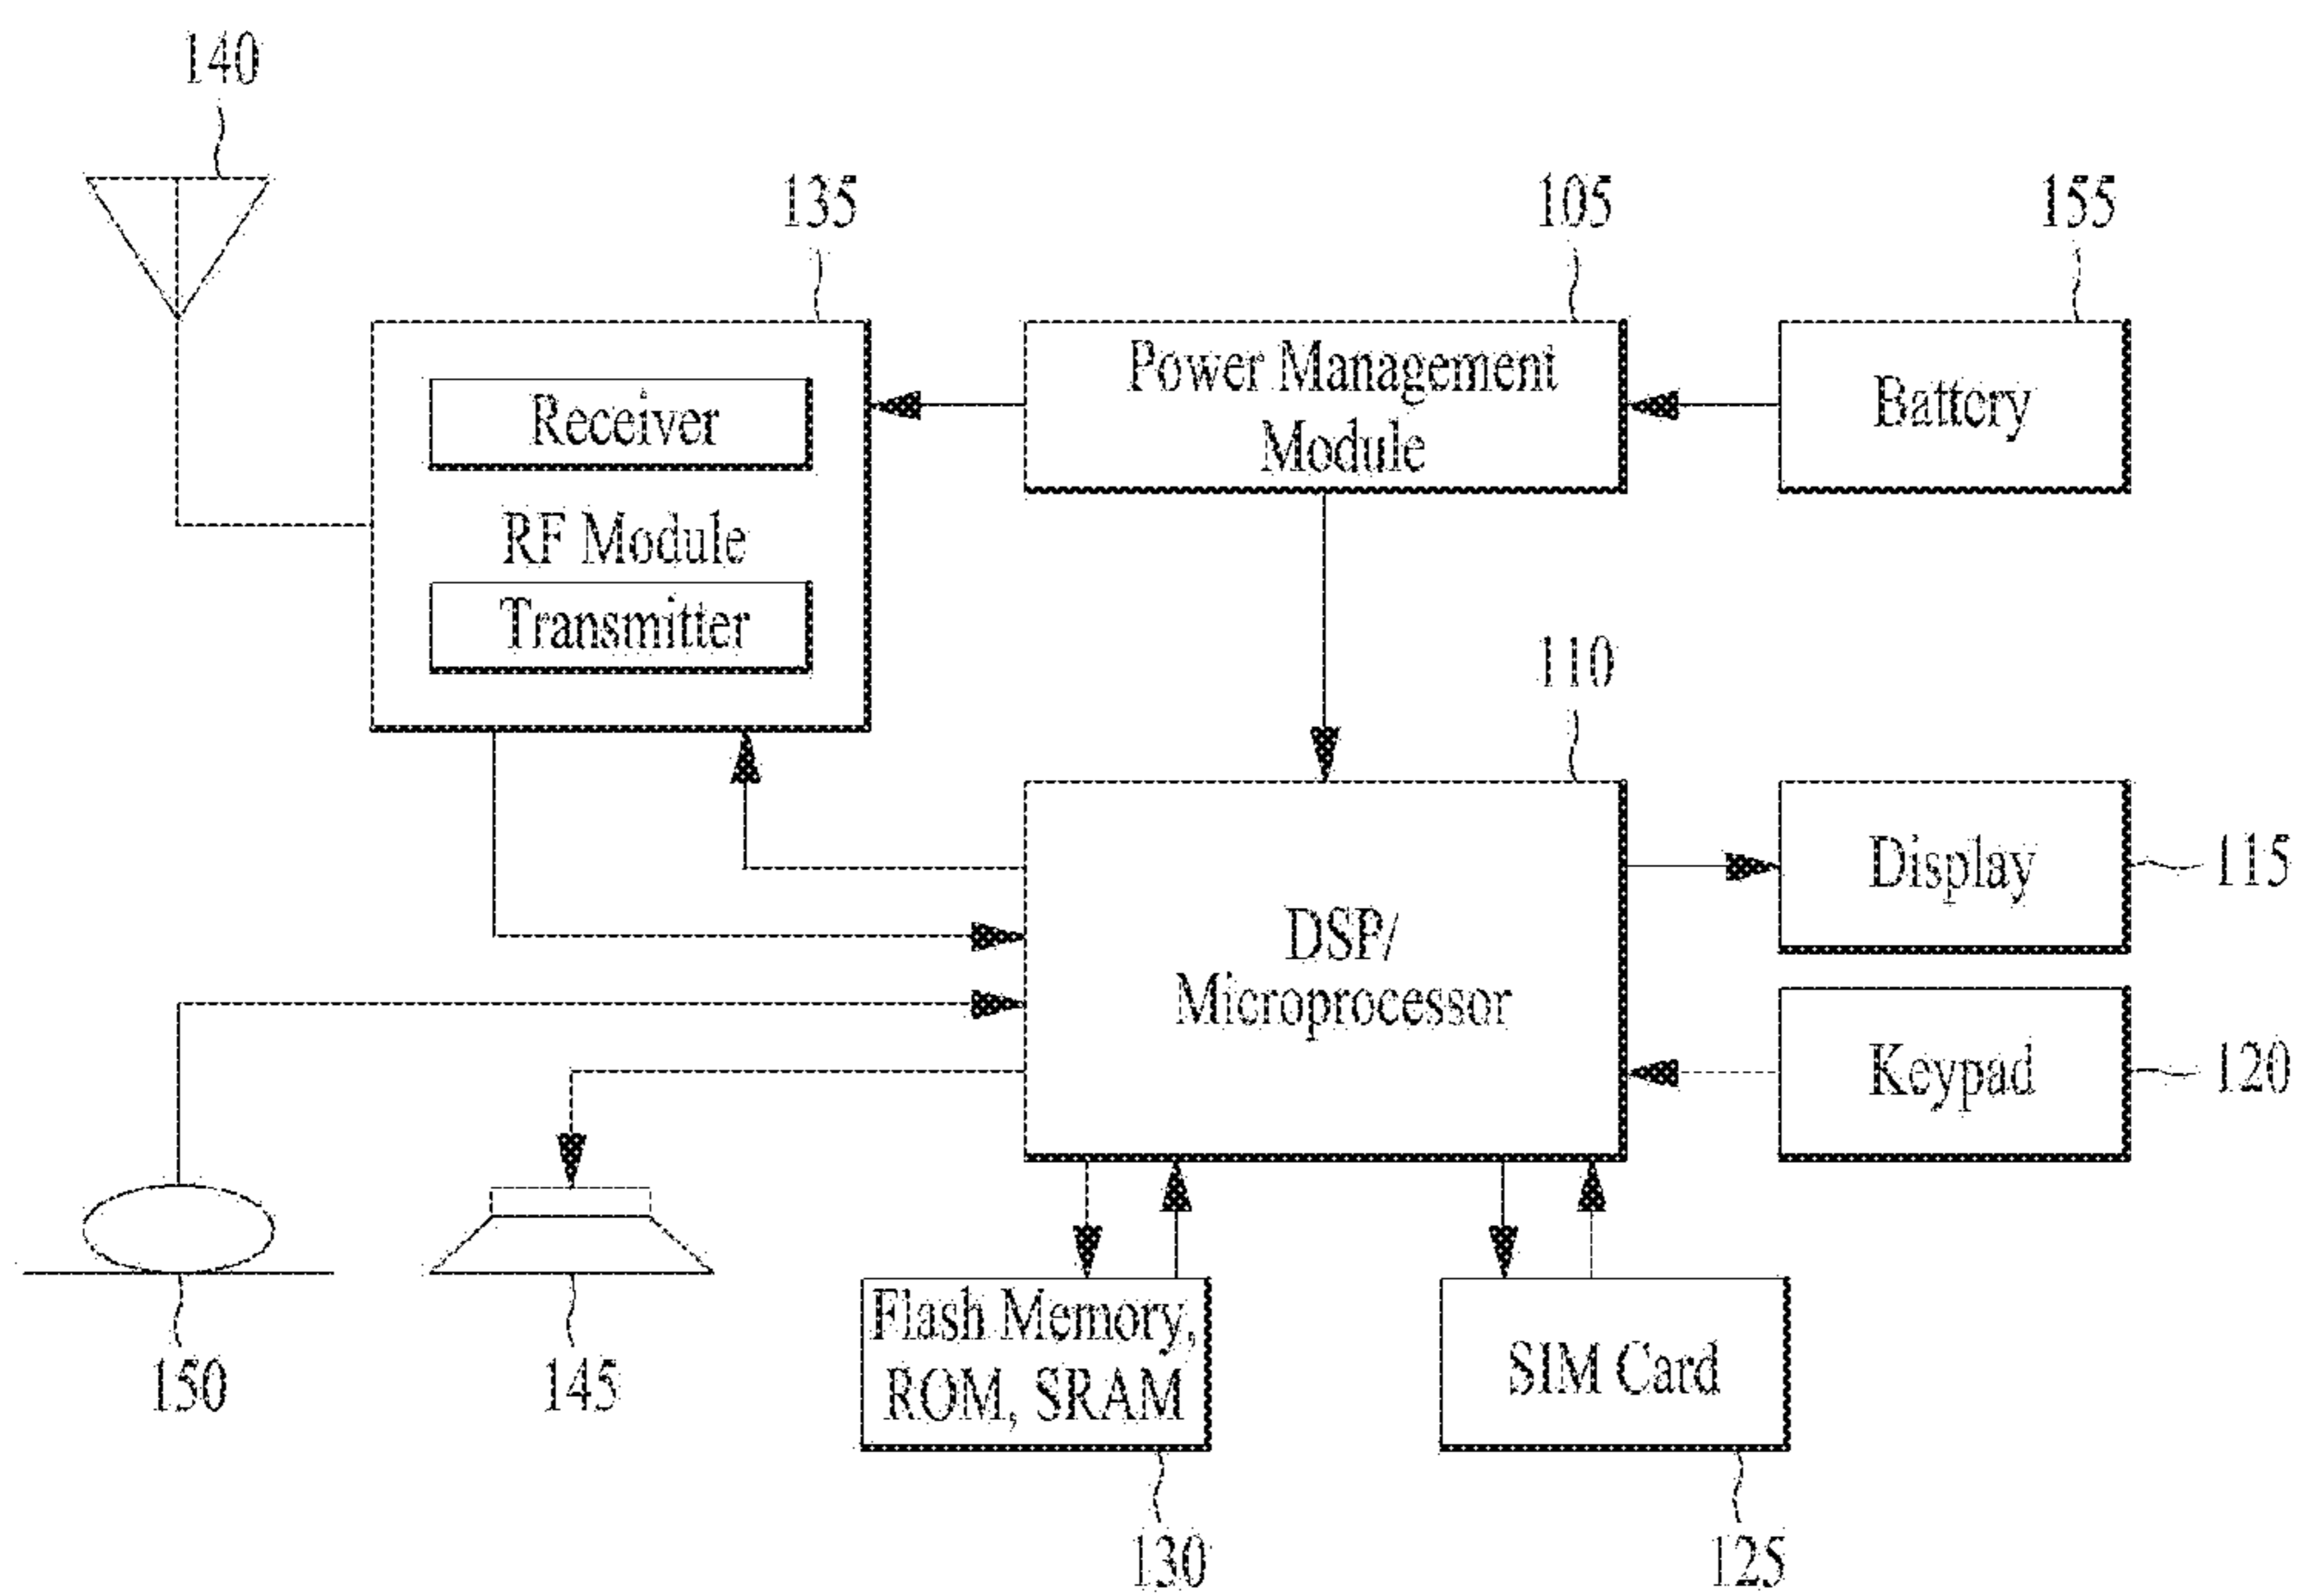 140
135
105
155
Receiver
RF Module
Transmitter
Power Management
Module
Battery
110
DSP/
Microprocessor
Display
115
Keypad
120
150
145
Flash Memory,
ROM, SRAM
SIM Card
130
125